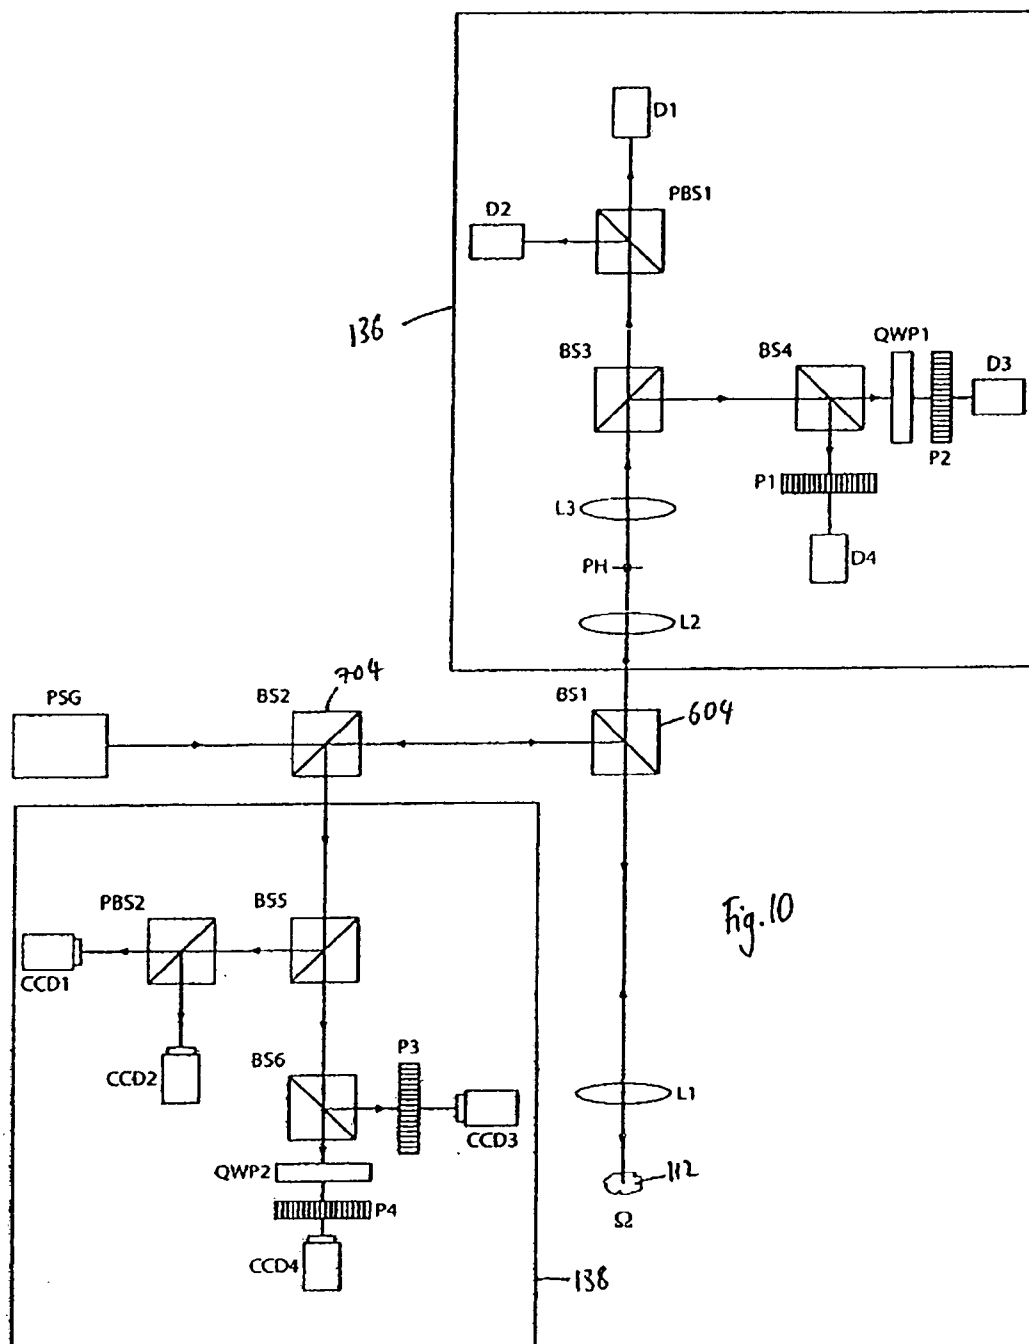 D1
PBS1
D2
136
BS3
BS4
QWP1
D3
P2
P1
L3
D4
PH
L2
PSG
BS2
704
BS1
604
PBS2
BS5
CCD1
Fig.10
CCD2
BS6
P3
L1
CCD3
QWP2
112
P4
Ω
CCD4
138